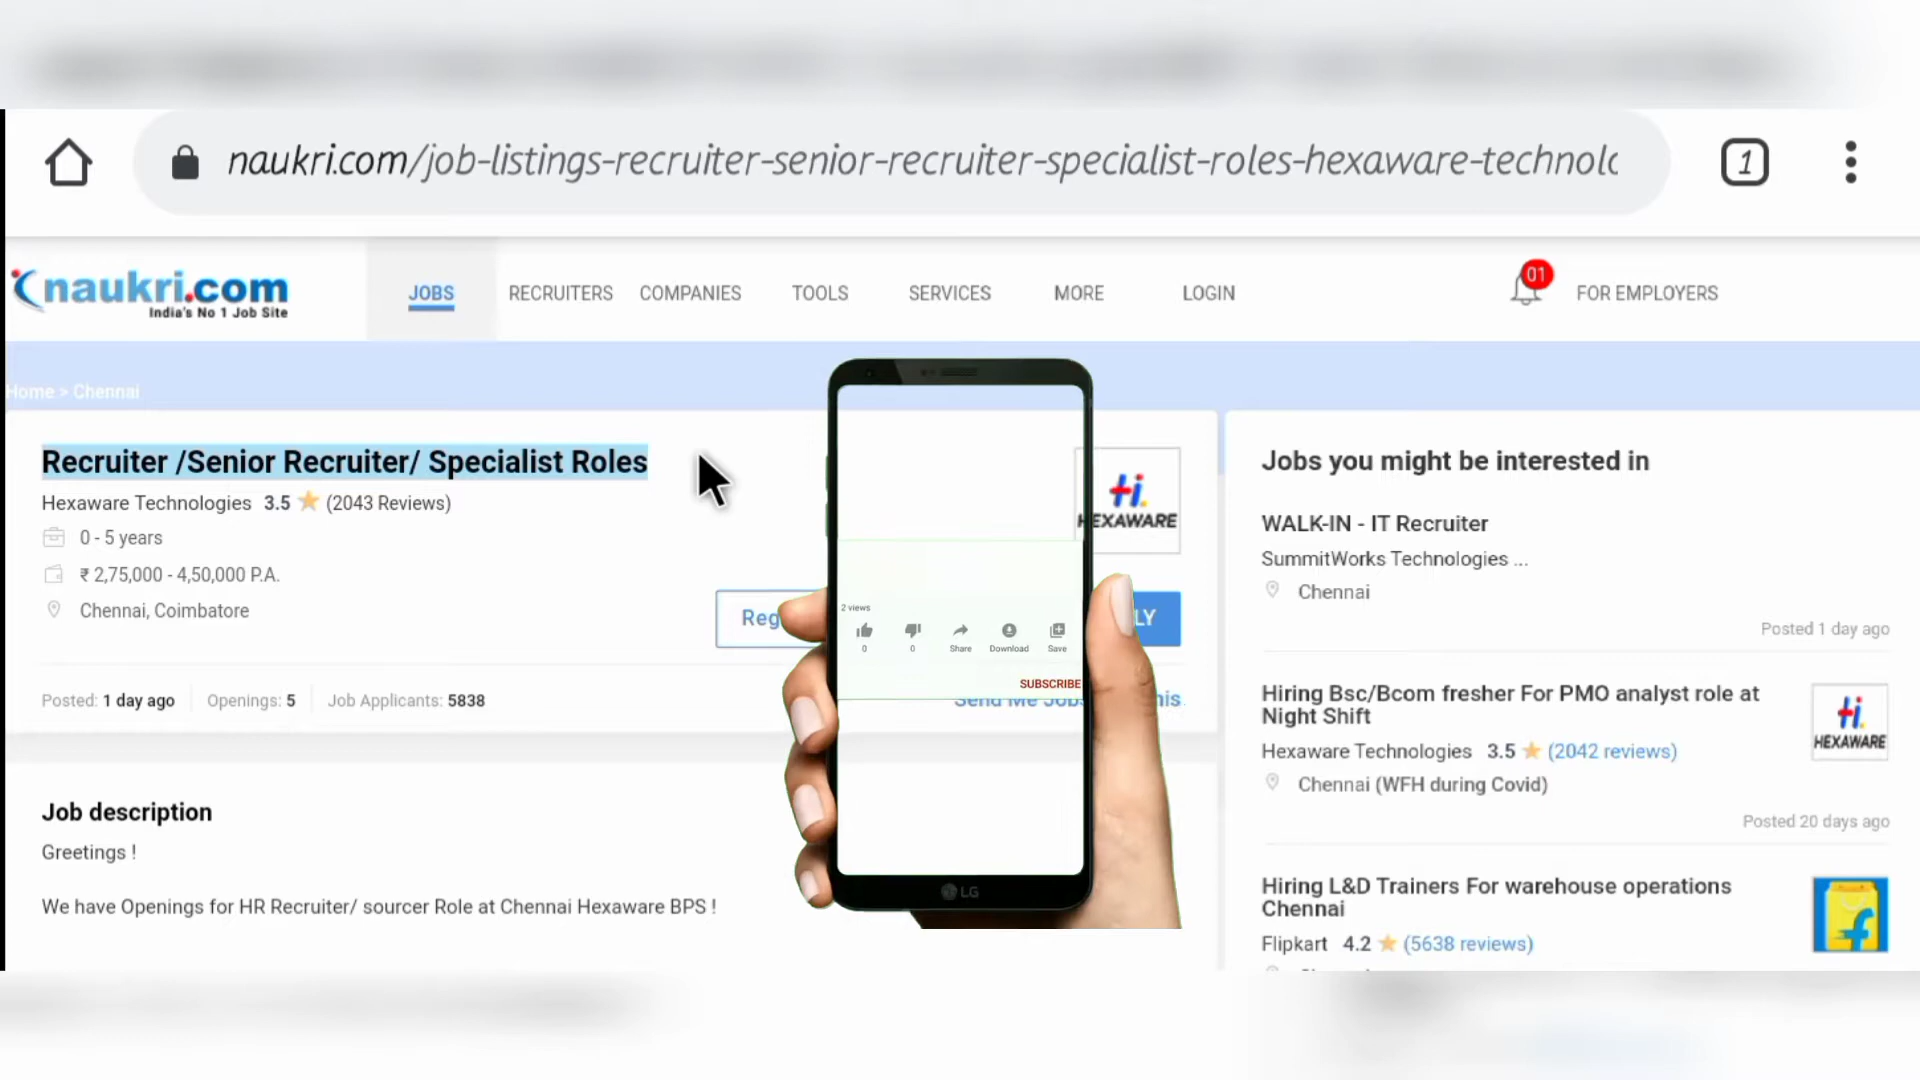 naukri.com/job-listings-recruiter-senior-recruiter-specialist-roles-hexaware-technolo
1
naukri.com
India's No 1 Job Site
JOBS
RECRUITERS
COMPANIES
TOOLS
SERVICES
MORE
LOGIN
01
FOR EMPLOYERS
Home > Chennai
Recruiter /Senior Recruiter/ Specialist Roles
Hexaware Technologies 3.5 (2043 Reviews)
0 - 5 years
₹ 2,75,000 - 4,50,000 P.A.
Chennai, Coimbatore
Hi.
HEXAWARE
Reg
LY
Posted: 1 day ago
Openings: 5
Job Applicants: 5838
Send Me Jobs
his
2 views
0
0
Share
Download
Save
SUBSCRIBE
LG
Job description
Greetings !
We have Openings for HR Recruiter/ sourcer Role at Chennai Hexaware BPS !
Jobs you might be interested in
WALK-IN - IT Recruiter
SummitWorks Technologies ...
Chennai
Posted 1 day ago
Hiring Bsc/Bcom fresher For PMO analyst role at
Night Shift
Hexaware Technologies 3.5 (2042 reviews)
Chennai (WFH during Covid)
Hi.
HEXAWARE
Posted 20 days ago
Hiring L&D Trainers For warehouse operations
Chennai
Flipkart 4.2 (5638 reviews)